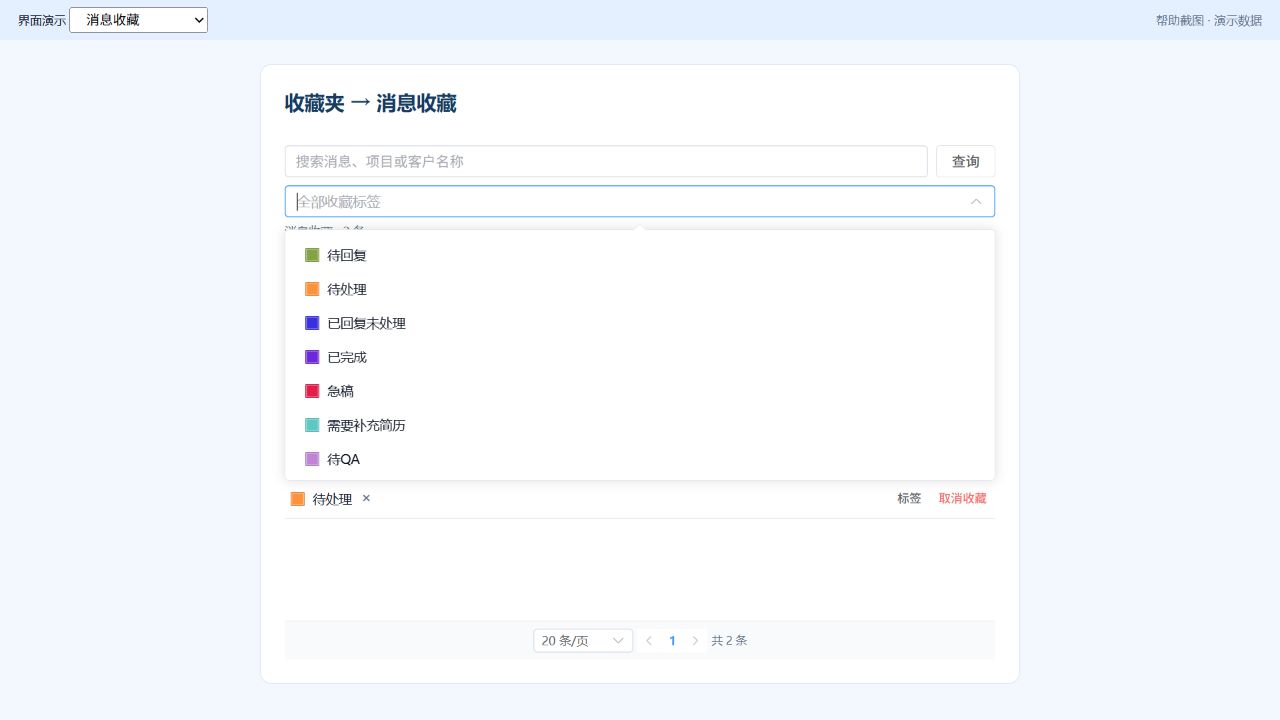 界面演示 消息收藏
帮助截图 · 演示数据
收藏夹 → 消息收藏
搜索消息、项目或客户名称
查询
全部收藏标签
待回复
待处理
已回复未处理
已完成
急稿
需要补充简历
待QA
待处理 ×
标签 取消收藏
20 条/页
1
共 2 条